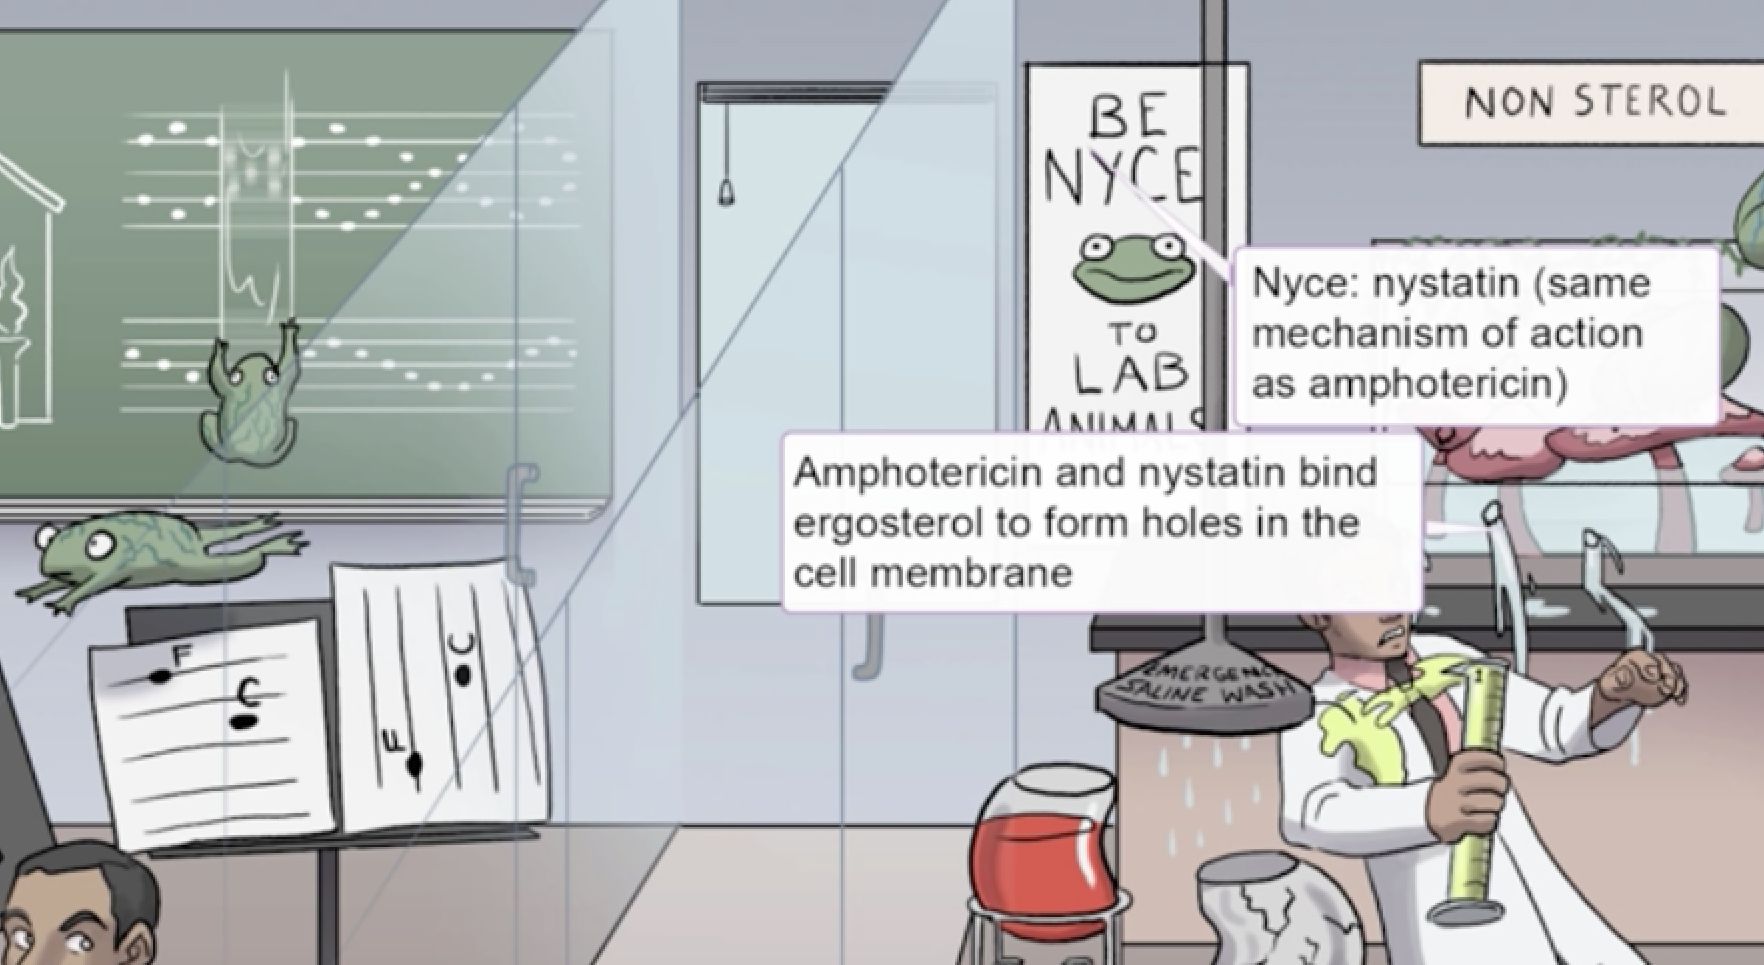 BE
NYCE
TO
LAB
ANIMALS
NON STEROL
Nyce: nystatin (same
mechanism of action
as amphotericin)
Amphotericin and nystatin bind
ergosterol to form holes in the
cell membrane
F
C
C
F
EMERGENCY
SALINE WASH